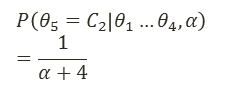 P(θ₅ = C₂|θ₁ …θ₄,α)
= 1/(α + 4)